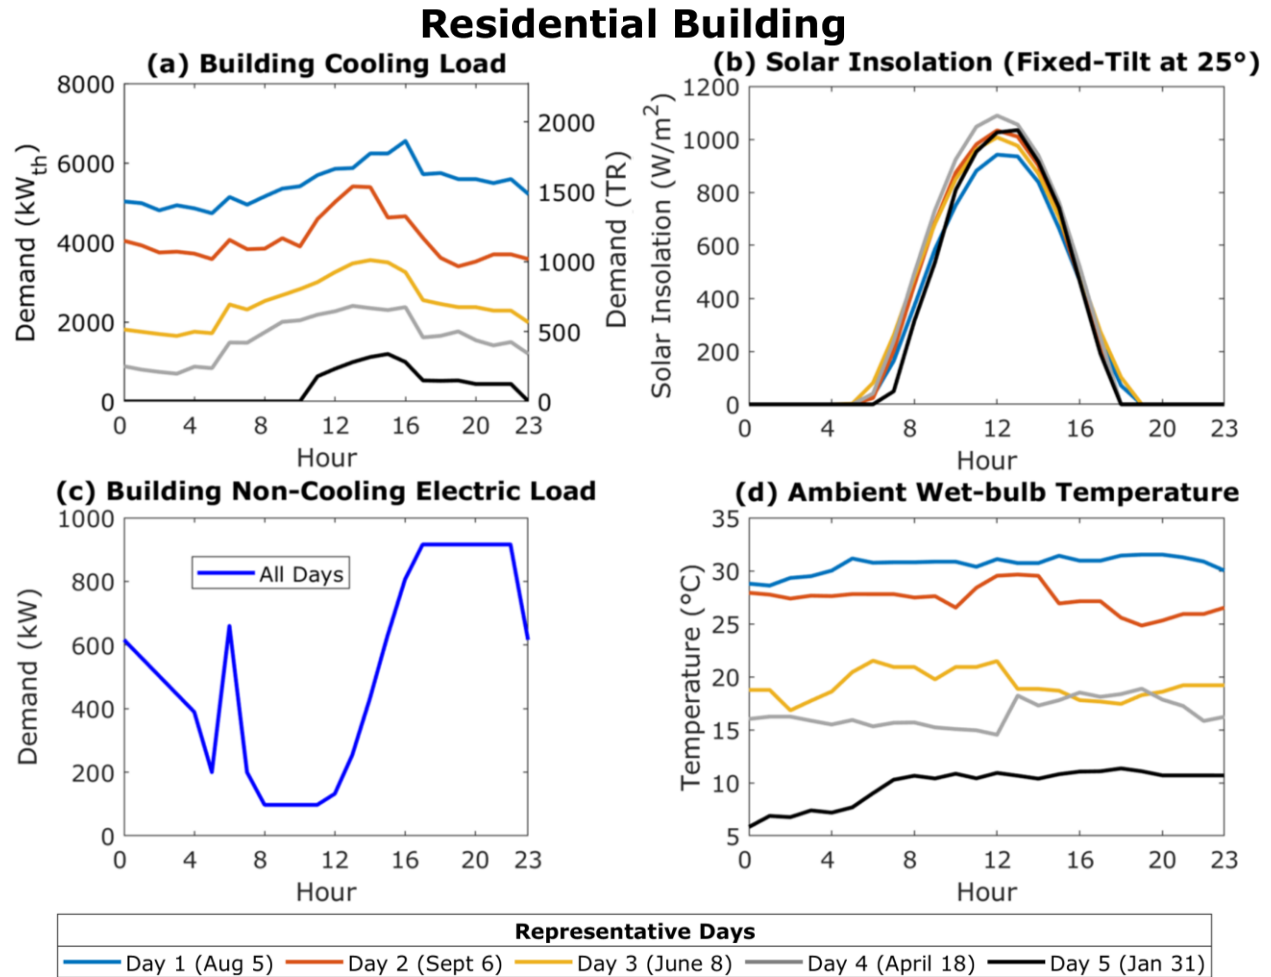 Residential Building
(a) Building Cooling Load
8000
6000
4000
2000
0
Demand (kWth)
2000
1500
1000
500
0
Demand (TR)
0 4 8 12 16 20 23
Hour
(b) Solar Insolation (Fixed-Tilt at 25°)
1200
1000
800
600
400
200
0
Solar Insolation (W/m²)
0 4 8 12 16 20 23
Hour
(c) Building Non-Cooling Electric Load
1000
800
600
400
200
0
Demand (kW)
All Days
0 4 8 12 16 20 23
Hour
(d) Ambient Wet-bulb Temperature
35
30
25
20
15
10
5
Temperature (°C)
0 4 8 12 16 20 23
Hour
Representative Days
Day 1 (Aug 5) Day 2 (Sept 6) Day 3 (June 8) Day 4 (April 18) Day 5 (Jan 31)